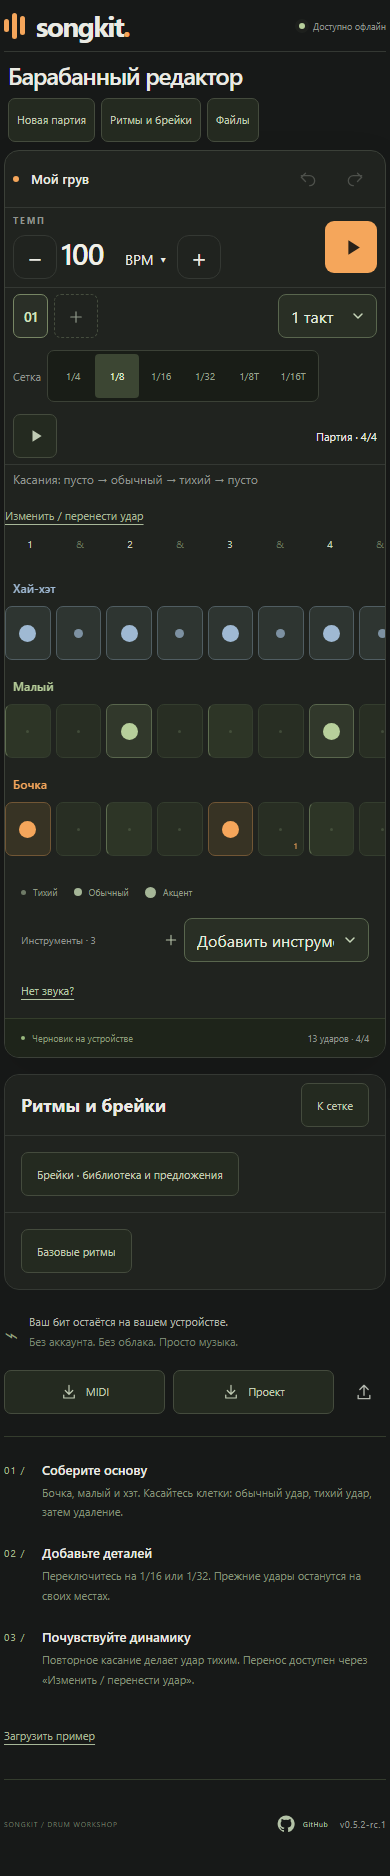 songkit.
Доступно офлайн
Барабанный редактор
Новая партия
Ритмы и брейки
Файлы
Мой грув
ТЕМП
− 100 BPM ▾ +
01 + 1 такт
Сетка 1/4 1/8 1/16 1/32 1/8T 1/16T
Партия · 4/4
Касания: пусто → обычный → тихий → пусто
Изменить / перенести удар
1 & 2 & 3 & 4 &
Хай-хэт
Малый
Бочка
1
Тихий Обычный Акцент
Инструменты · 3 + Добавить инструм
Нет звука?
Черновик на устройстве 13 ударов · 4/4
Ритмы и брейки
К сетке
Брейки · библиотека и предложения
Базовые ритмы
Ваш бит остаётся на вашем устройстве.
Без аккаунта. Без облака. Просто музыка.
MIDI
Проект
01 / Соберите основу
Бочка, малый и хэт. Касайтесь клетки: обычный удар, тихий удар,
затем удаление.
02 / Добавьте деталей
Переключитесь на 1/16 или 1/32. Прежние удары останутся на
своих местах.
03 / Почувствуйте динамику
Повторное касание делает удар тихим. Перенос доступен через
«Изменить / перенести удар».
Загрузить пример
SONGKIT / DRUM WORKSHOP
GitHub v0.5.2-rc.1